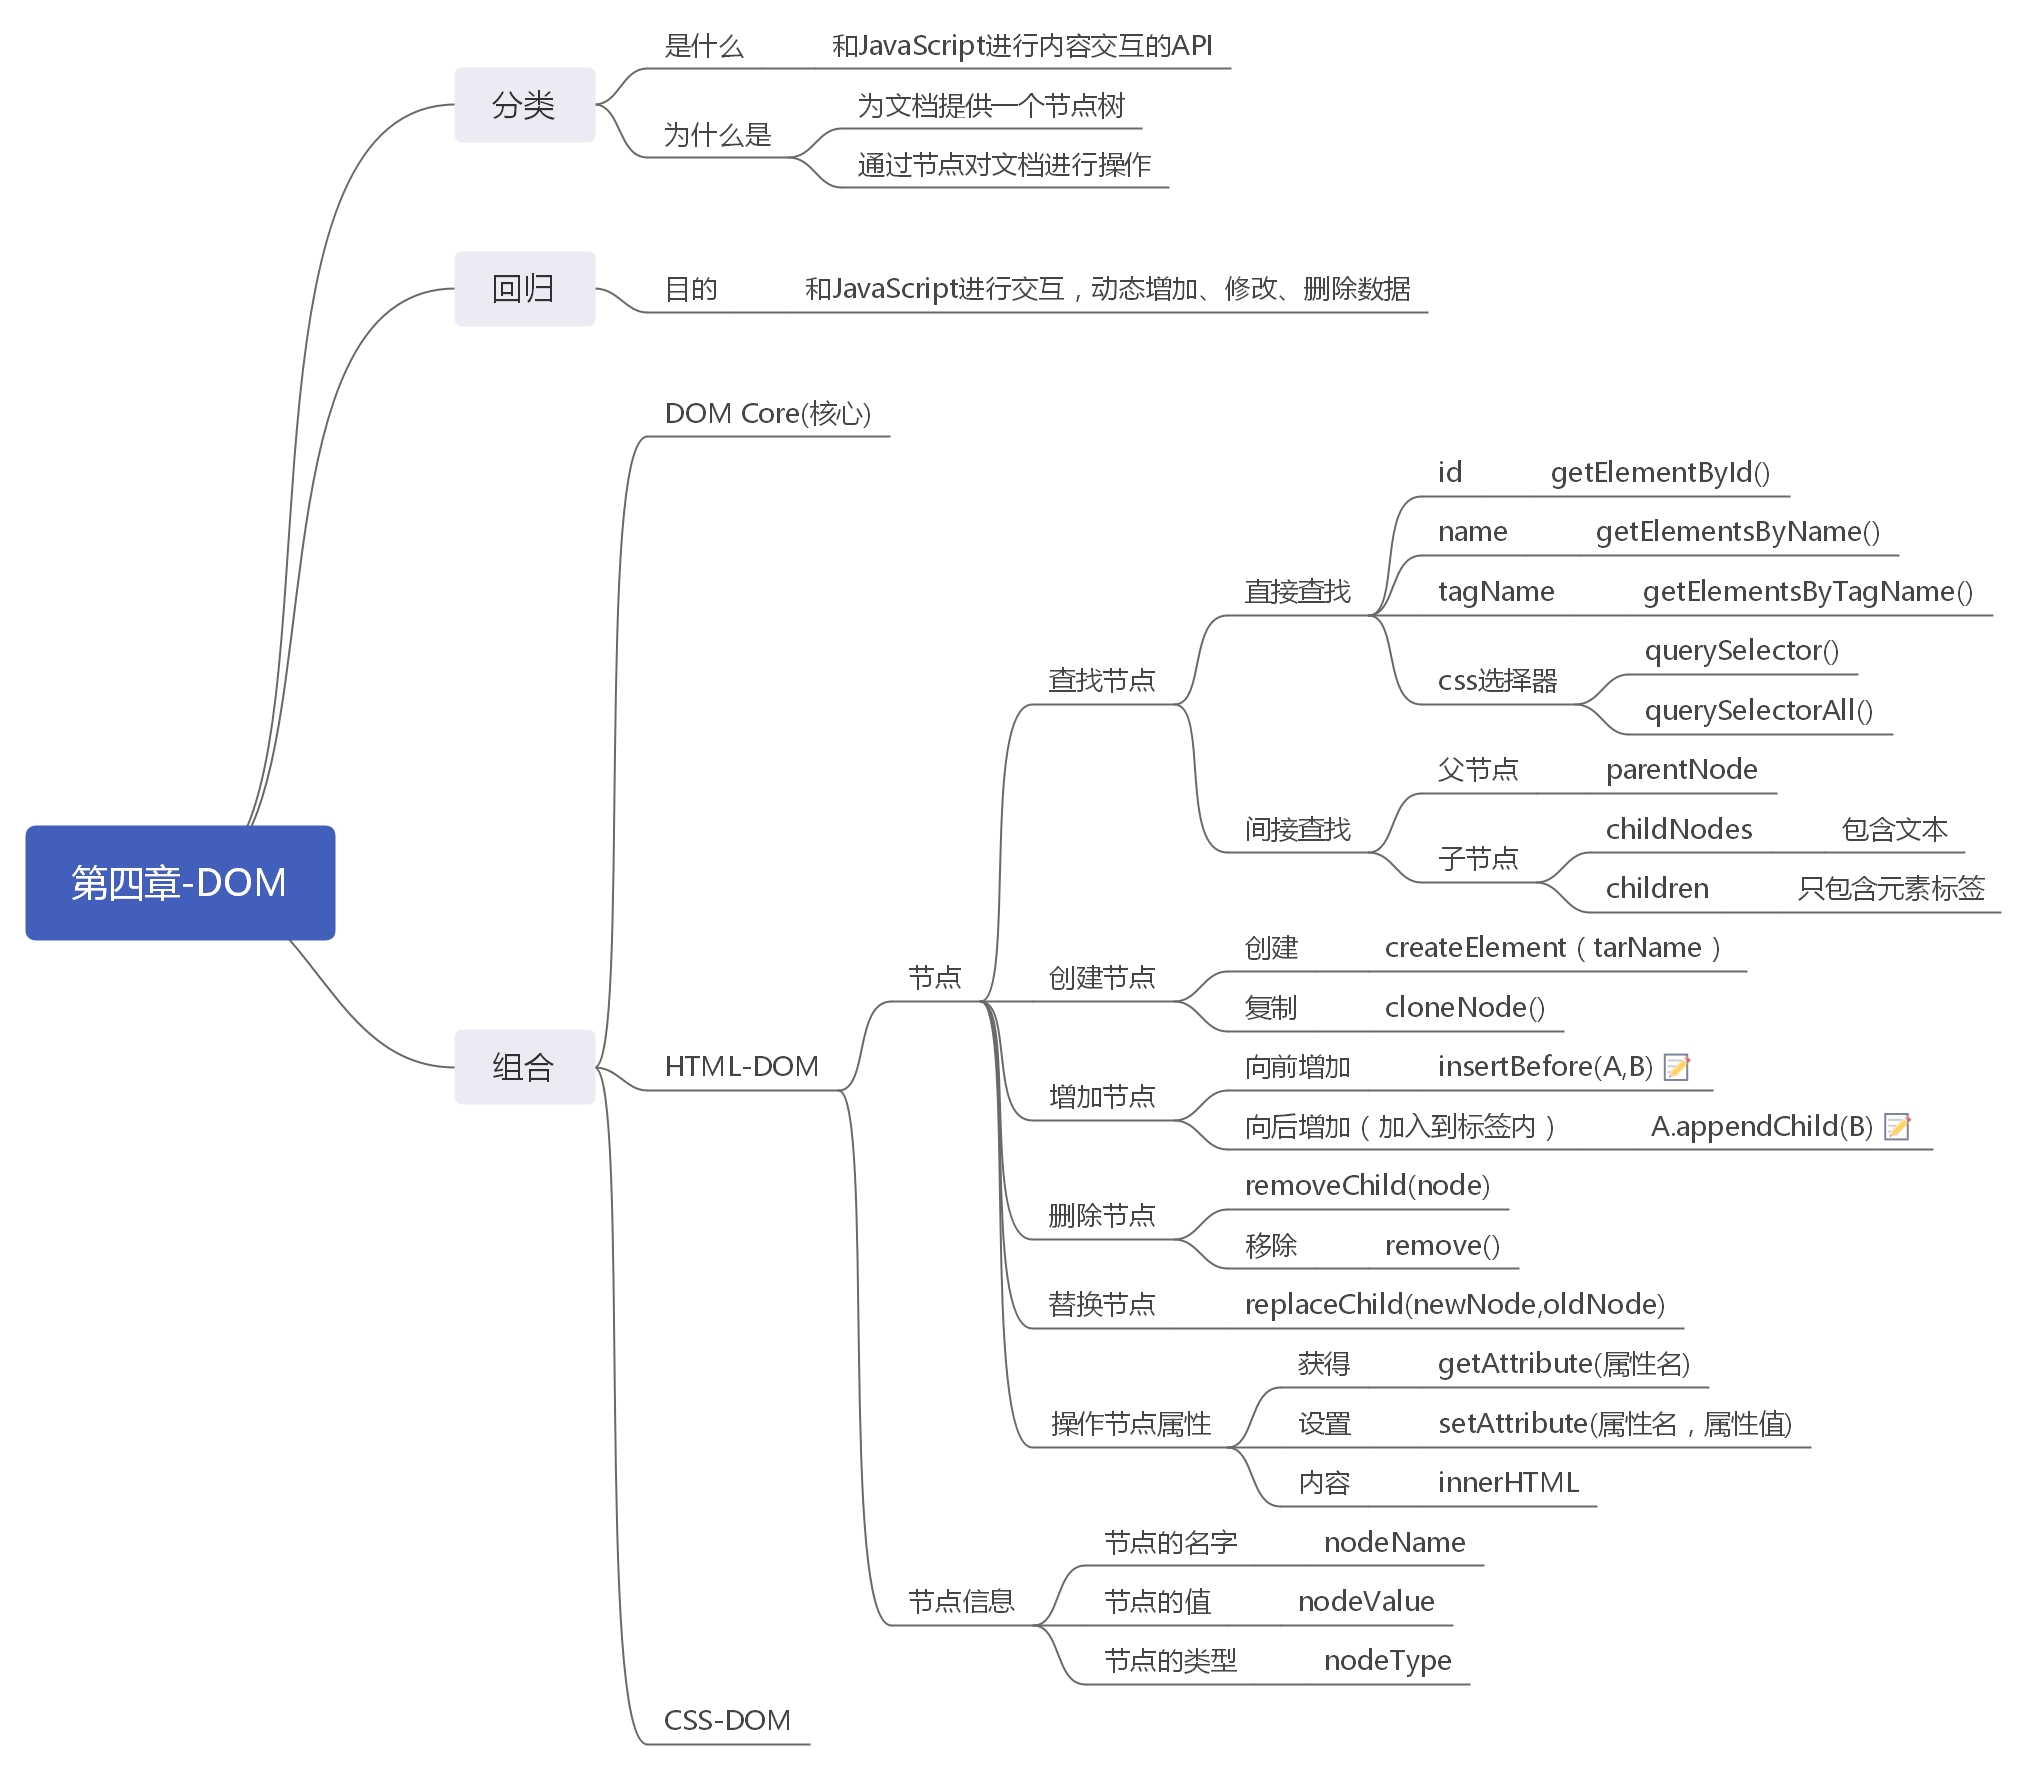 第四章-DOM
分类
是什么
和JavaScript进行内容交互的API
为什么是
为文档提供一个节点树
通过节点对文档进行操作
回归
目的
和JavaScript进行交互，动态增加、修改、删除数据
组合
DOM Core(核心)
HTML-DOM
节点
查找节点
直接查找
id
getElementById()
name
getElementsByName()
tagName
getElementsByTagName()
css选择器
querySelector()
querySelectorAll()
间接查找
父节点
parentNode
子节点
childNodes
包含文本
children
只包含元素标签
创建节点
创建
createElement（tarName）
复制
cloneNode()
增加节点
向前增加
insertBefore(A,B)
向后增加（加入到标签内）
A.appendChild(B)
删除节点
removeChild(node)
移除
remove()
替换节点
replaceChild(newNode,oldNode)
操作节点属性
获得
getAttribute(属性名)
设置
setAttribute(属性名，属性值)
内容
innerHTML
节点信息
节点的名字
nodeName
节点的值
nodeValue
节点的类型
nodeType
CSS-DOM